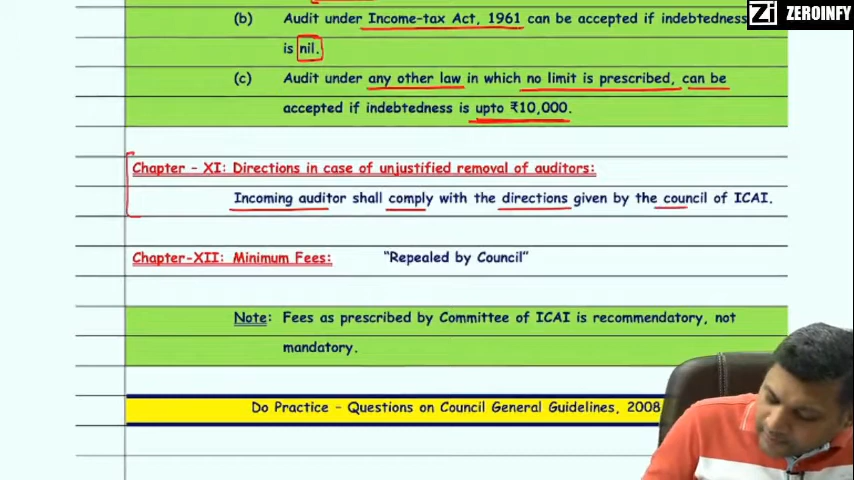 Zi ZEROINFY
(b) Audit under Income-tax Act, 1961 can be accepted if indebtedness
is nil.
(c) Audit under any other law in which no limit is prescribed, can be
accepted if indebtedness is upto ₹10,000.
Chapter - XI: Directions in case of unjustified removal of auditors:
Incoming auditor shall comply with the directions given by the council of ICAI.
Chapter-XII: Minimum Fees: "Repealed by Council"
Note: Fees as prescribed by Committee of ICAI is recommendatory, not
mandatory.
Do Practice - Questions on Council General Guidelines, 2008